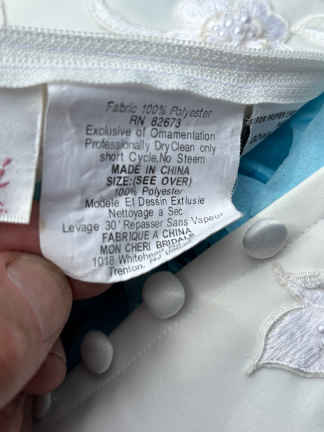 Fabric 100% Polyester
RN 82673
Exclusive of Ornamentation
Professionally DryClean only
short Cycle,No Steem
MADE IN CHINA
SIZE:(SEE OVER)
100% Polyester
Modele Et Dessin Extlusie
Nettoyage a Sec
Levage 30' Repasser Sans Vapeur
FABRIQUE A CHINA
MON CHERI BRIDALS
1018 Whitehead
Trenton,